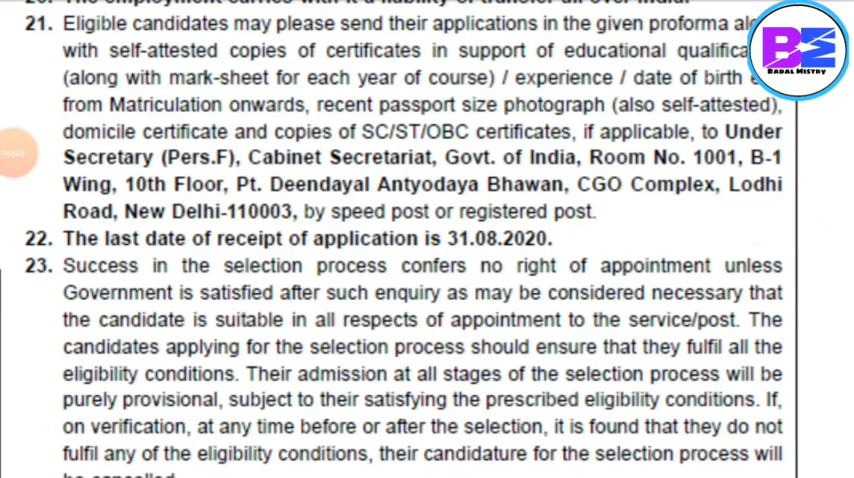 21. Eligible candidates may please send their applications in the given proforma
with self-attested copies of certificates in support of educational
(along with mark-sheet for each year of course) / experience / date of birth
from Matriculation onwards, recent passport size photograph (also self-attested),
domicile certificate and copies of SC/ST/OBC certificates, if applicable, to Under
Secretary (Pers.F), Cabinet Secretariat, Govt. of India, Room No. 1001, B-1
Wing, 10th Floor, Pt. Deendayal Antyodaya Bhawan, CGO Complex, Lodhi
Road, New Delhi-110003, by speed post or registered post.
22. The last date of receipt of application is 31.08.2020.
23. Success in the selection process confers no right of appointment unless
Government is satisfied after such enquiry as may be considered necessary that
the candidate is suitable in all respects of appointment to the service/post. The
candidates applying for the selection process should ensure that they fulfil all the
eligibility conditions. Their admission at all stages of the selection process will be
purely provisional, subject to their satisfying the prescribed eligibility conditions. If,
on verification, at any time before or after the selection, it is found that they do not
fulfil any of the eligibility conditions, their candidature for the selection process will
BE
BADAL MISTRY